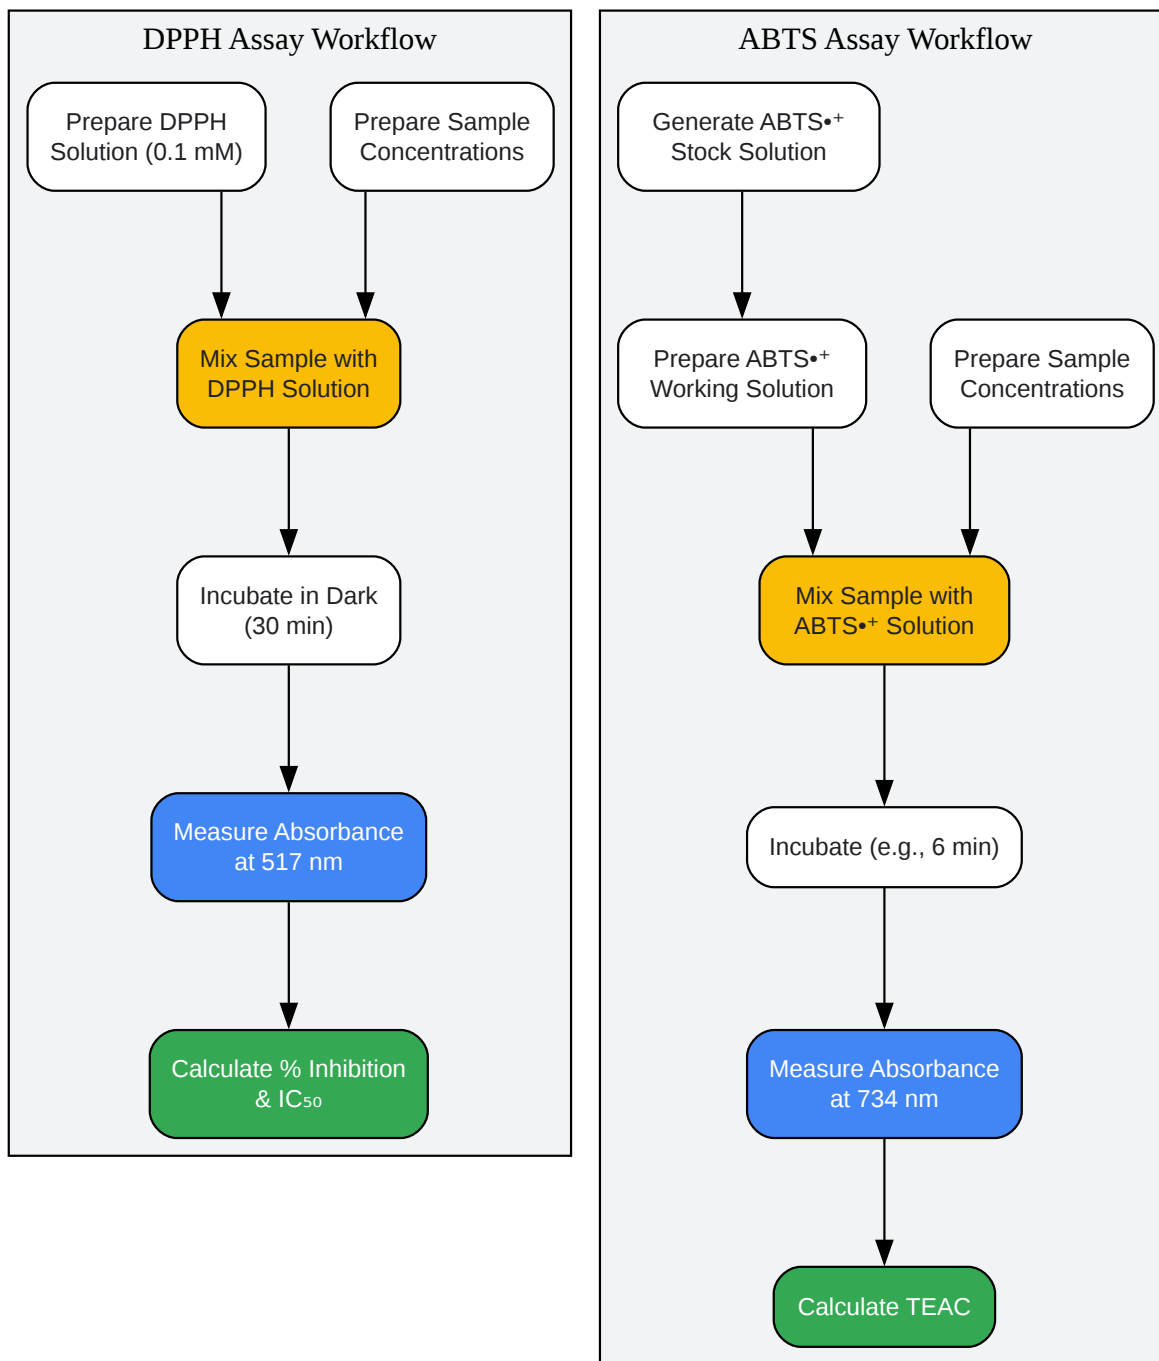 DPPH Assay Workflow
Prepare DPPH
Solution (0.1 mM)
Prepare Sample
Concentrations
Mix Sample with
DPPH Solution
Incubate in Dark
(30 min)
Measure Absorbance
at 517 nm
Calculate % Inhibition
& IC₅₀
ABTS Assay Workflow
Generate ABTS•⁺
Stock Solution
Prepare ABTS•⁺
Working Solution
Prepare Sample
Concentrations
Mix Sample with
ABTS•⁺ Solution
Incubate (e.g., 6 min)
Measure Absorbance
at 734 nm
Calculate TEAC